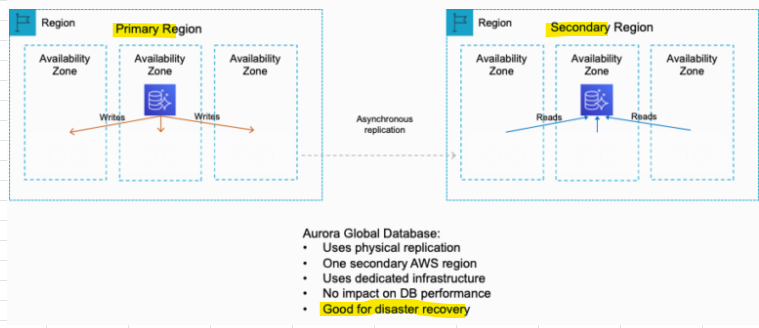 Region
Primary Region
Availability
Zone
Availability
Zone
Availability
Zone
Writes
Writes
Asynchronous
replication
Region
Secondary Region
Availability
Zone
Availability
Zone
Availability
Zone
Reads
Reads
Aurora Global Database:
• Uses physical replication
• One secondary AWS region
• Uses dedicated infrastructure
• No impact on DB performance
• Good for disaster recovery